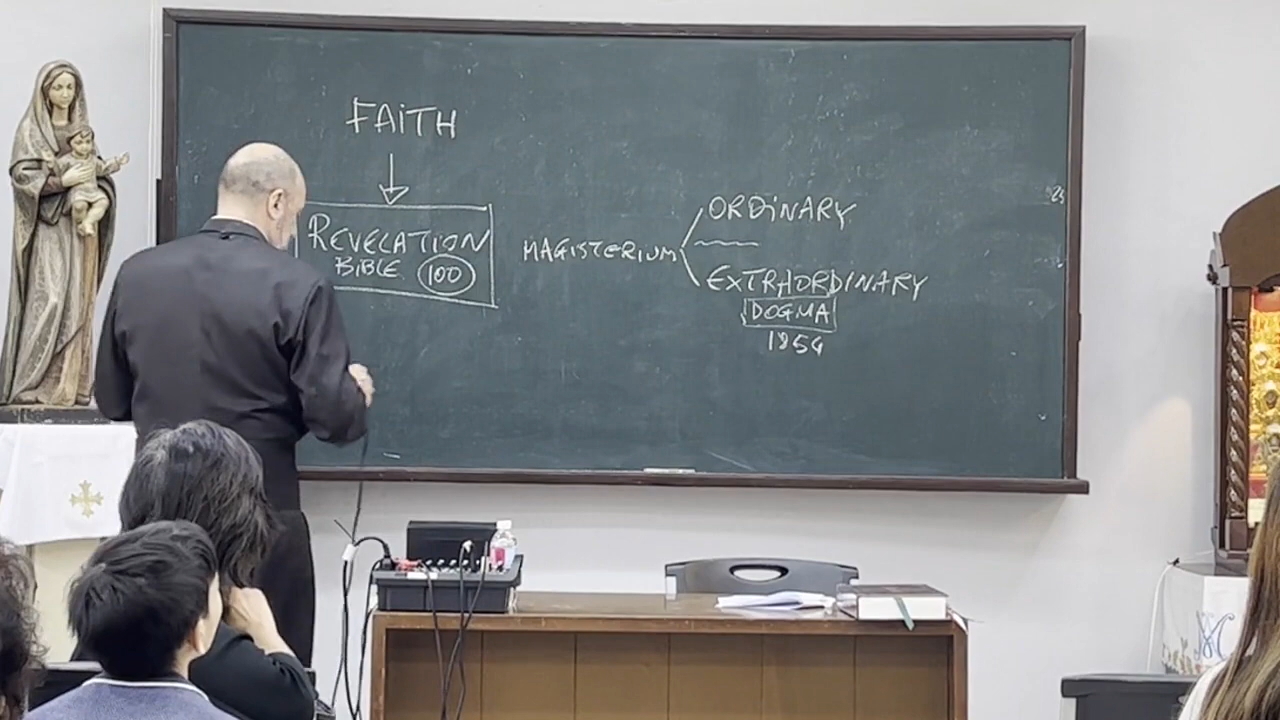 FAiTH
REVELATION
BIBLE 100
MAGISTERIUM
ORDiNARY
EXTRAORDINARY
DOGMA
1854